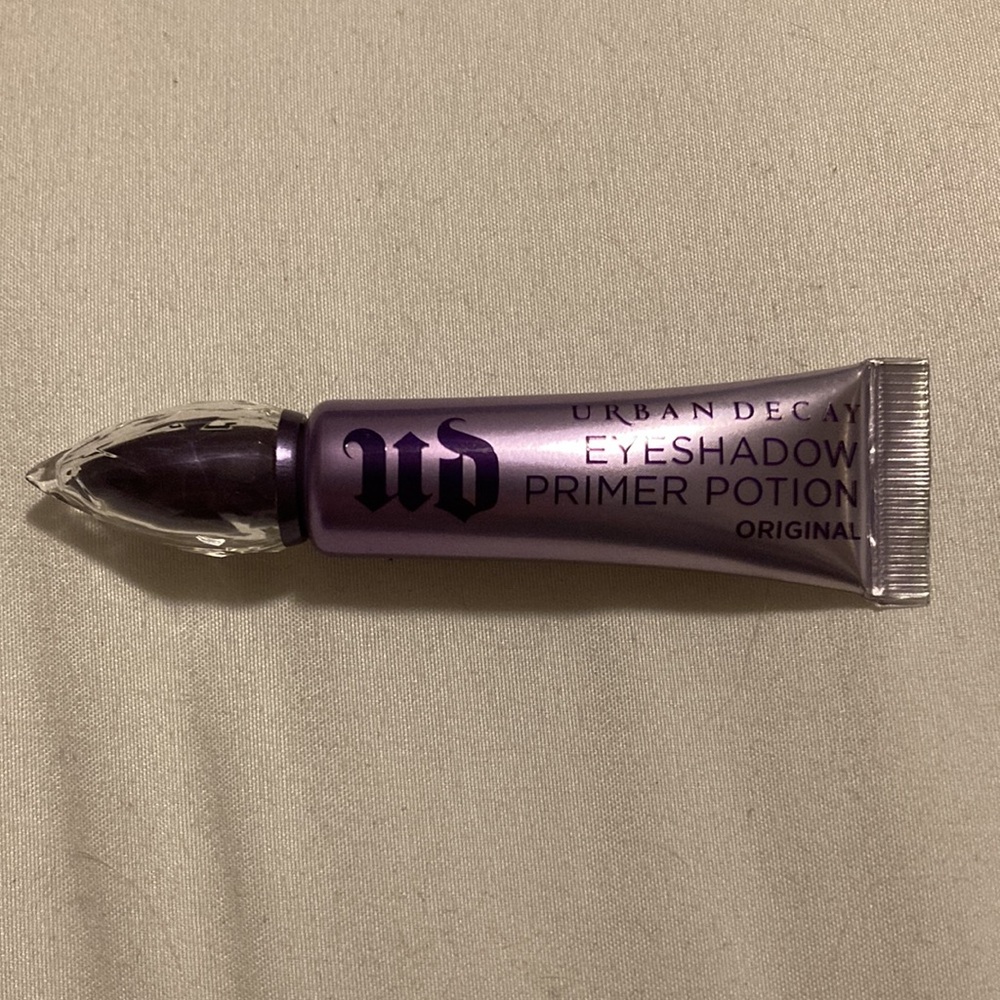 UD
URBAN DECAY
EYESHADOW
PRIMER POTION
ORIGINAL